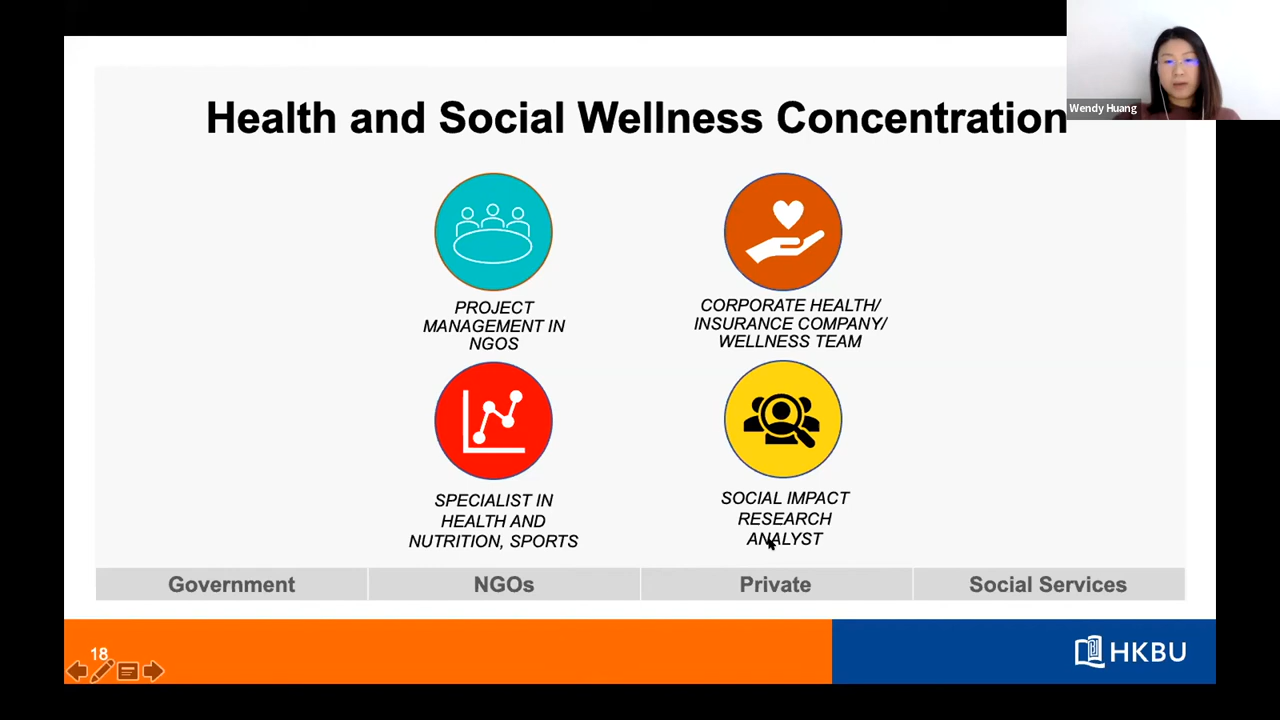 Wendy Huang
Health and Social Wellness Concentration
PROJECT
MANAGEMENT IN
NGOS
CORPORATE HEALTH/
INSURANCE COMPANY/
WELLNESS TEAM
SPECIALIST IN
HEALTH AND
NUTRITION, SPORTS
SOCIAL IMPACT
RESEARCH
ANALYST
Government
NGOs
Private
Social Services
18
HKBU